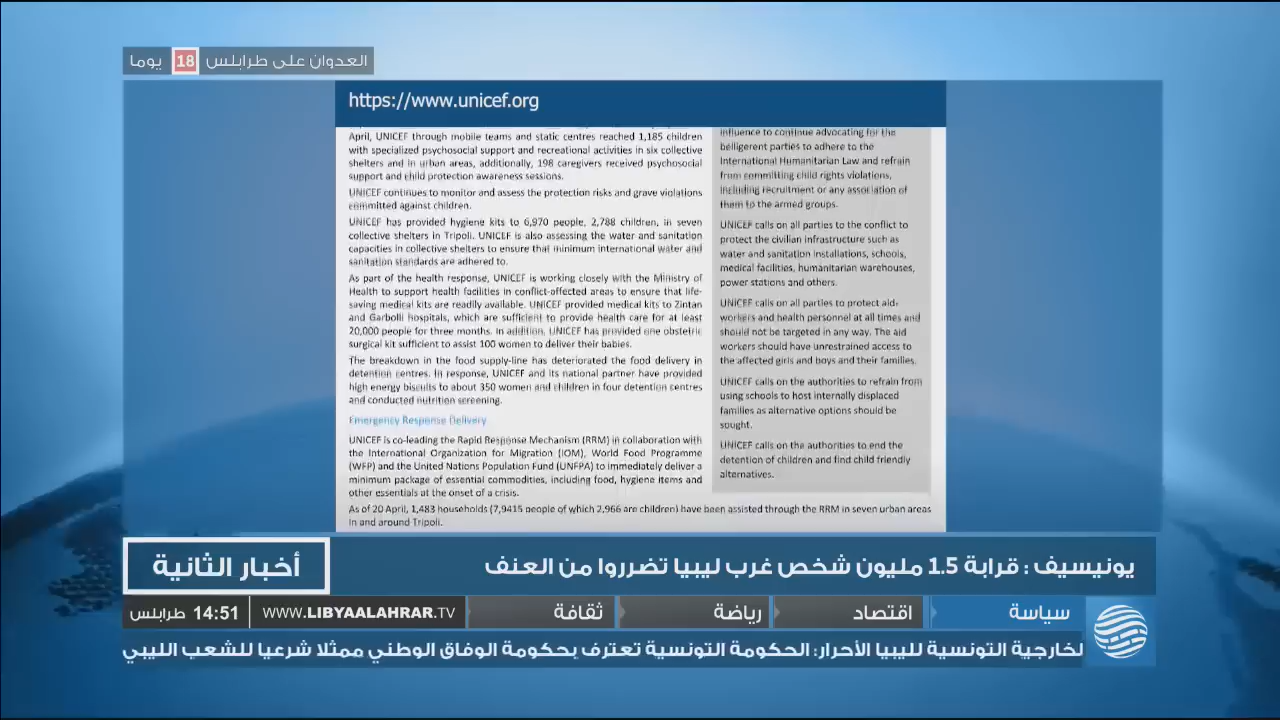 العدوان على طرابلس 18 يوما
https://www.unicef.org
April, UNICEF through mobile teams and static centres reached 1,185 children
with specialized psychosocial support and recreational activities in six collective
shelters and in urban areas, additionally, 198 caregivers received psychosocial
support and child protection awareness sessions.
UNICEF continues to monitor and assess the protection risks and grave violations
committed against children.
UNICEF has provided hygiene kits to 6,970 people, 2,788 children, in seven
collective shelters in Tripoli. UNICEF is also assessing the water and sanitation
capacities in collective shelters to ensure that minimum international water and
sanitation standards are adhered to.
As part of the health response, UNICEF is working closely with the Ministry of
Health to support health facilities in conflict-affected areas to ensure that life-
saving medical kits are readily available. UNICEF provided medical kits to Zintan
and Garbolli hospitals, which are sufficient to provide health care for at least
20,000 people for three months. In addition, UNICEF has provided one obstetric
surgical kit sufficient to assist 100 women to deliver their babies.
The breakdown in the food supply-line has deteriorated the food delivery in
detention centres. In response, UNICEF and its national partner have provided
high energy biscuits to about 350 women and children in four detention centres
and conducted nutrition screening.
Emergency Response Delivery
UNICEF is co-leading the Rapid Response Mechanism (RRM) in collaboration with
the International Organization for Migration (IOM), World Food Programme
(WFP) and the United Nations Population Fund (UNFPA) to immediately deliver a
minimum package of essential commodities, including food, hygiene items and
other essentials at the onset of a crisis.
As of 20 April, 1,483 households (7,9415 people of which 2,966 are children) have been assisted through the RRM in seven urban areas
in and around Tripoli.
influence to continue advocating for the
belligerent parties to adhere to the
International Humanitarian Law and refrain
from committing child rights violations,
including recruitment or any association of
them to the armed groups.
UNICEF calls on all parties to the conflict to
protect the civilian infrastructure such as
water and sanitation installations, schools,
medical facilities, humanitarian warehouses,
power stations and others.
UNICEF calls on all parties to protect aid-
workers and health personnel at all times and
should not be targeted in any way. The aid
workers should have unrestrained access to
the affected girls and boys and their families.
UNICEF calls on the authorities to refrain from
using schools to host internally displaced
families as alternative options should be
sought.
UNICEF calls on the authorities to end the
detention of children and find child friendly
alternatives.
يونيسيف : قرابة 1.5 مليون شخص غرب ليبيا تضرروا من العنف
أخبار الثانية
سياسة اقتصاد رياضة ثقافة WWW.LIBYAALAHRAR.TV 14:51 طرابلس
لخارجية التونسية لليبيا الأحرار: الحكومة التونسية تعترف بحكومة الوفاق الوطني ممثلا شرعيا للشعب الليبي